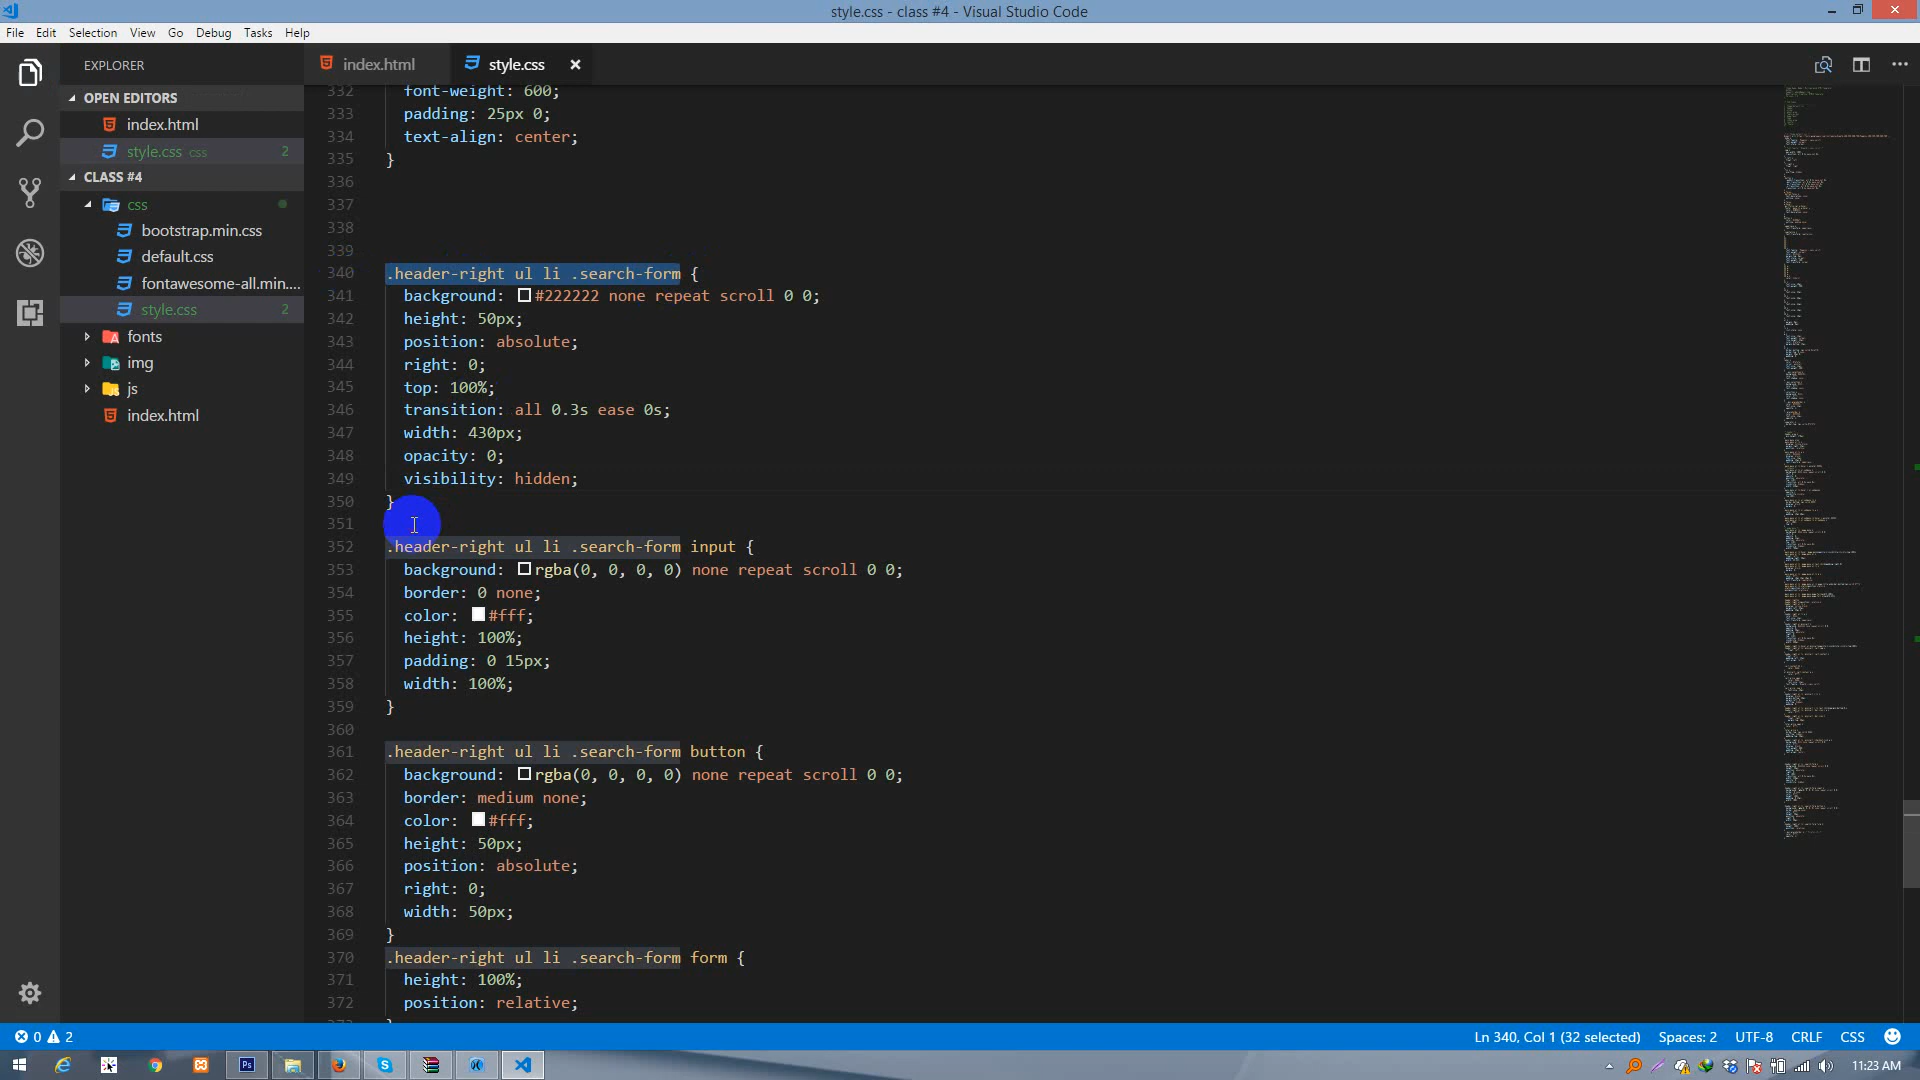 style.css - class #4 - Visual Studio Code
File Edit Selection View Go Debug Tasks Help
EXPLORER
index.html
style.css
OPEN EDITORS
index.html
style.css css 2
CLASS #4
css
bootstrap.min.css
default.css
fontawesome-all.min....
style.css 2
fonts
img
js
index.html
332 font-weight: 600;
333 padding: 25px 0;
334 text-align: center;
335 }
336
337
338
339
340 .header-right ul li .search-form {
341 background: #222222 none repeat scroll 0 0;
342 height: 50px;
343 position: absolute;
344 right: 0;
345 top: 100%;
346 transition: all 0.3s ease 0s;
347 width: 430px;
348 opacity: 0;
349 visibility: hidden;
350 }
351
352 .header-right ul li .search-form input {
353 background: rgba(0, 0, 0, 0) none repeat scroll 0 0;
354 border: 0 none;
355 color: #fff;
356 height: 100%;
357 padding: 0 15px;
358 width: 100%;
359 }
360
361 .header-right ul li .search-form button {
362 background: rgba(0, 0, 0, 0) none repeat scroll 0 0;
363 border: medium none;
364 color: #fff;
365 height: 50px;
366 position: absolute;
367 right: 0;
368 width: 50px;
369 }
370 .header-right ul li .search-form form {
371 height: 100%;
372 position: relative;
0 2
Ln 340, Col 1 (32 selected) Spaces: 2 UTF-8 CRLF CSS
Ps
11:23 AM